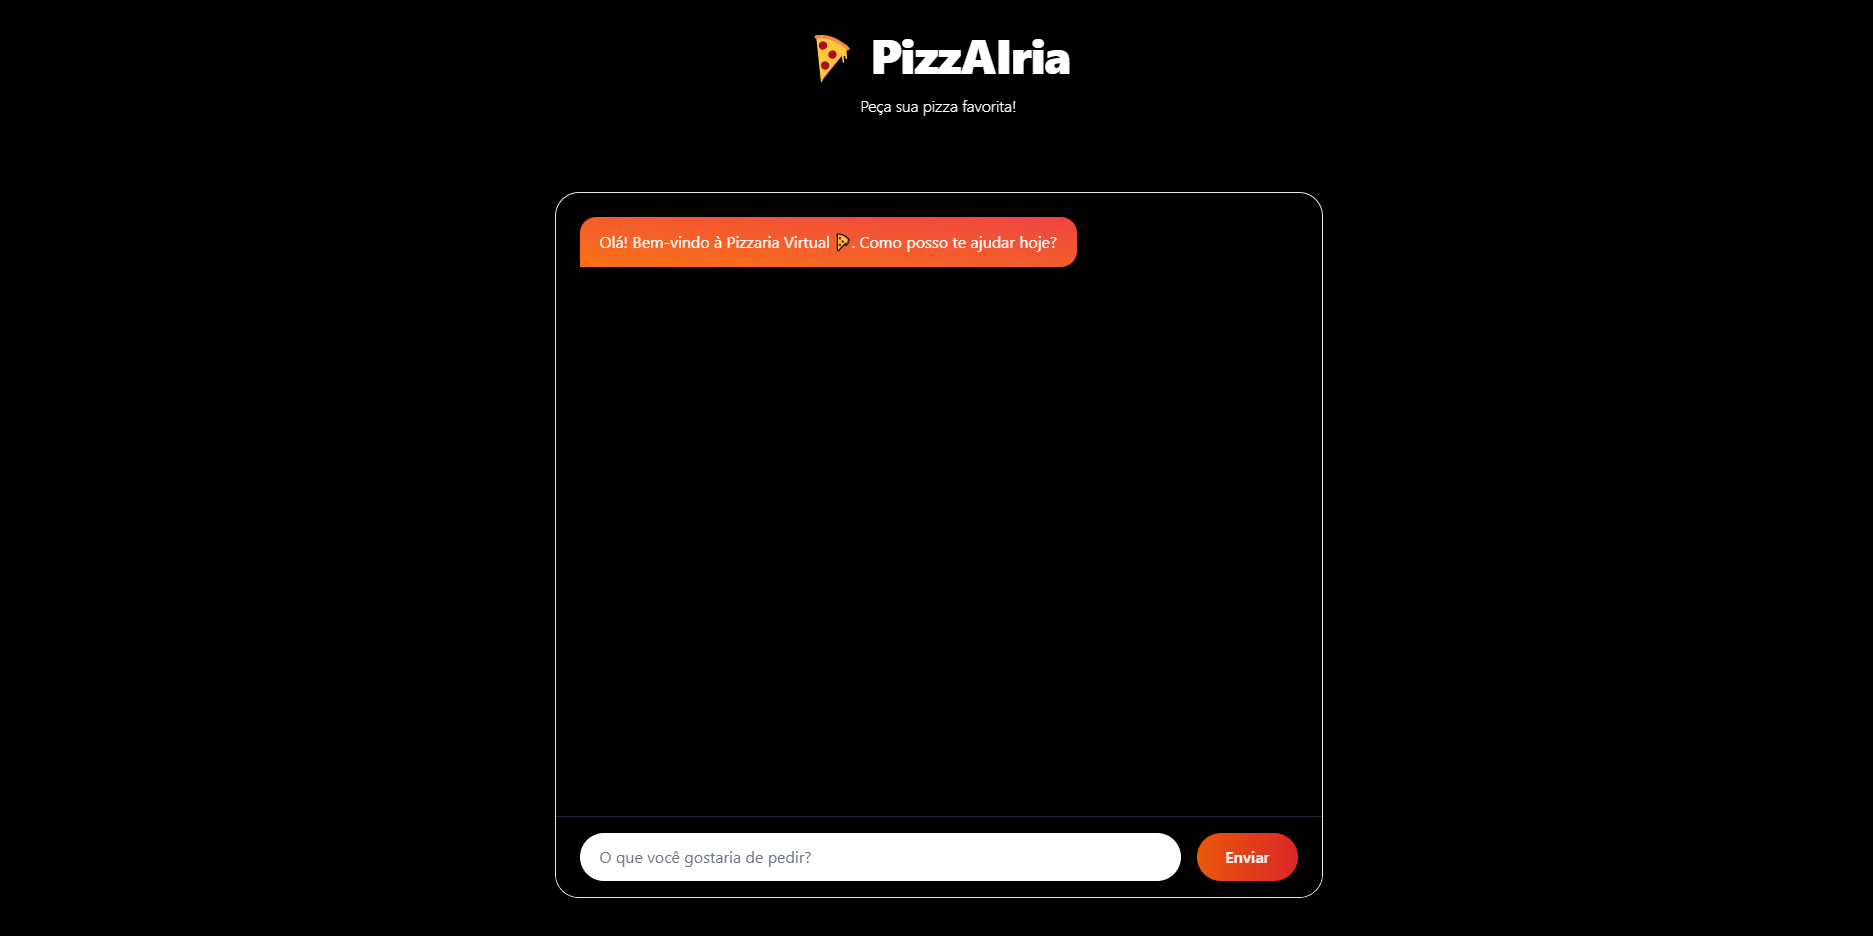 🍕 PizzAIria
Peça sua pizza favorita!
Olá! Bem-vindo à Pizzaria Virtual 🍕. Como posso te ajudar hoje?
O que você gostaria de pedir?
Enviar